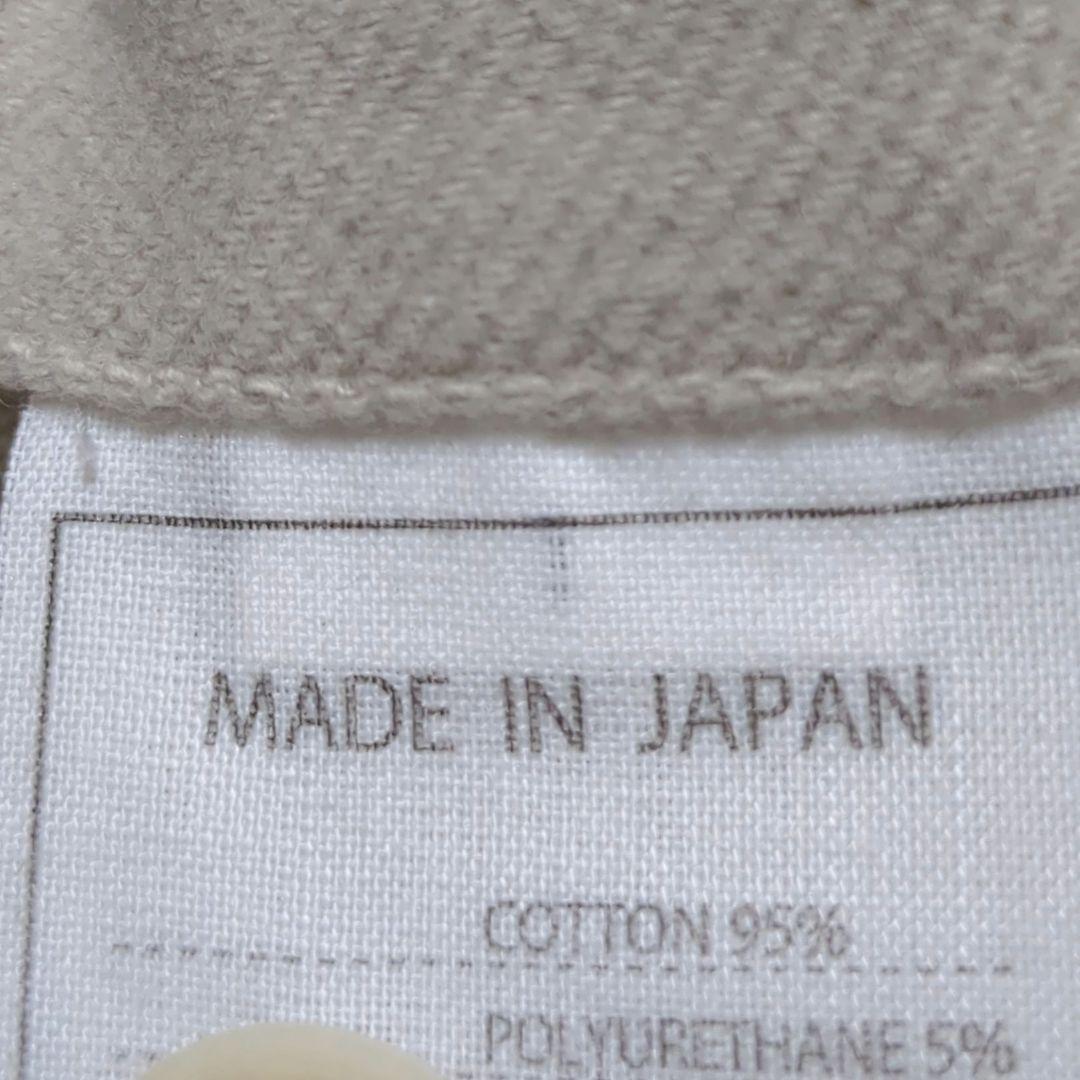 MADE IN JAPAN
COTTON 95%
POLYURETHANE 5%